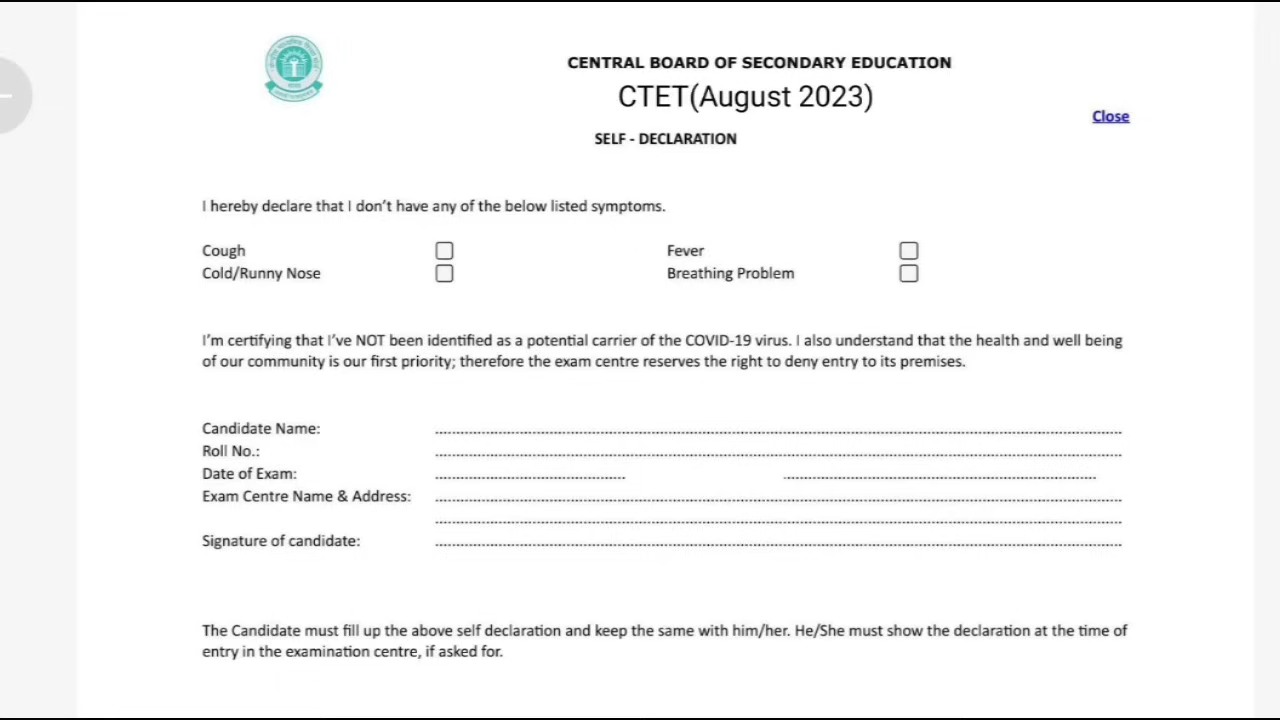 CENTRAL BOARD OF SECONDARY EDUCATION
CTET(August 2023)
Close
SELF - DECLARATION
I hereby declare that I don't have any of the below listed symptoms.
Cough Fever
Cold/Runny Nose Breathing Problem
I'm certifying that I've NOT been identified as a potential carrier of the COVID-19 virus. I also understand that the health and well being
of our community is our first priority; therefore the exam centre reserves the right to deny entry to its premises.
Candidate Name:
Roll No.:
Date of Exam:
Exam Centre Name & Address:
Signature of candidate:
The Candidate must fill up the above self declaration and keep the same with him/her. He/She must show the declaration at the time of
entry in the examination centre, if asked for.